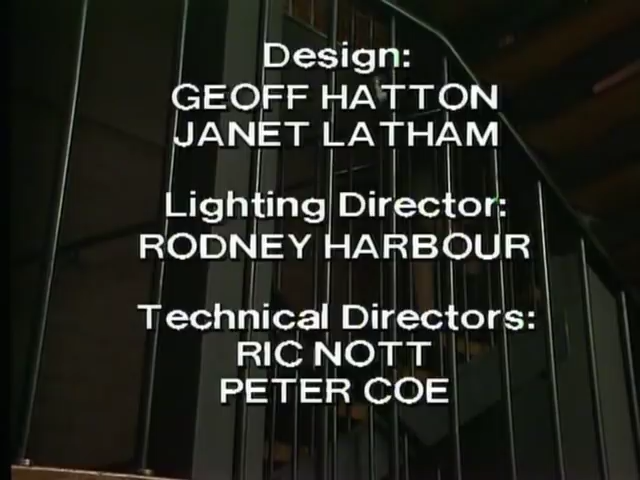 Design:
GEOFF HATTON
JANET LATHAM
Lighting Director:
RODNEY HARBOUR
Technical Directors:
RIC NOTT
PETER COE